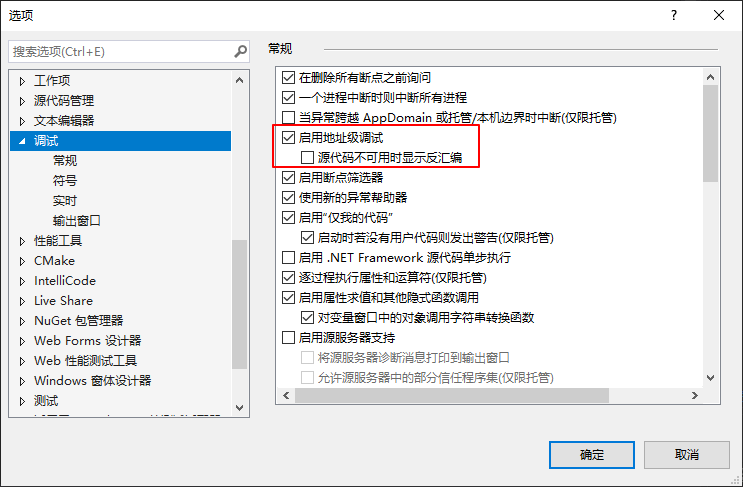 选项
搜索选项(Ctrl+E)
工作项
源代码管理
文本编辑器
调试
常规
符号
实时
输出窗口
性能工具
CMake
IntelliCode
Live Share
NuGet 包管理器
Web Forms 设计器
Web 性能测试工具
Windows 窗体设计器
测试
常规
在删除所有断点之前询问
一个进程中断时则中断所有进程
当异常跨越 AppDomain 或托管/本机边界时中断(仅限托管)
启用地址级调试
源代码不可用时显示反汇编
启用断点筛选器
使用新的异常帮助器
启用“仅我的代码”
启动时若没有用户代码则发出警告(仅限托管)
启用 .NET Framework 源代码单步执行
逐过程执行属性和运算符(仅限托管)
启用属性求值和其他隐式函数调用
对变量窗口中的对象调用字符串转换函数
启用源服务器支持
将源服务器诊断消息打印到输出窗口
允许源服务器中的部分信任程序集(仅限托管)
确定
取消